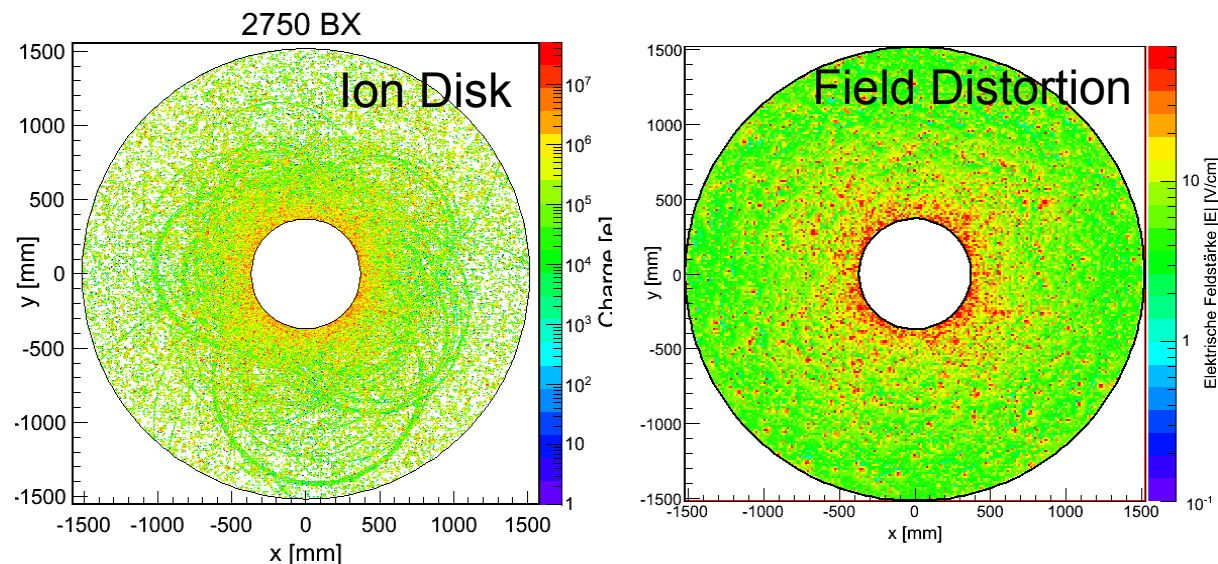 2750 BX
Ion Disk
1500
1000
500
0
-500
-1000
-1500
y [mm]
-1500 -1000 -500 0 500 1000 1500
x [mm]
10⁷
10⁶
10⁵
10⁴
10³
10²
10
1
Charge [e]
Field Distortion
1500
1000
500
0
-500
-1000
-1500
y [mm]
-1500 -1000 -500 0 500 1000 1500
x [mm]
10
1
10⁻¹
Elektrische Feldstärke |E| [V/cm]